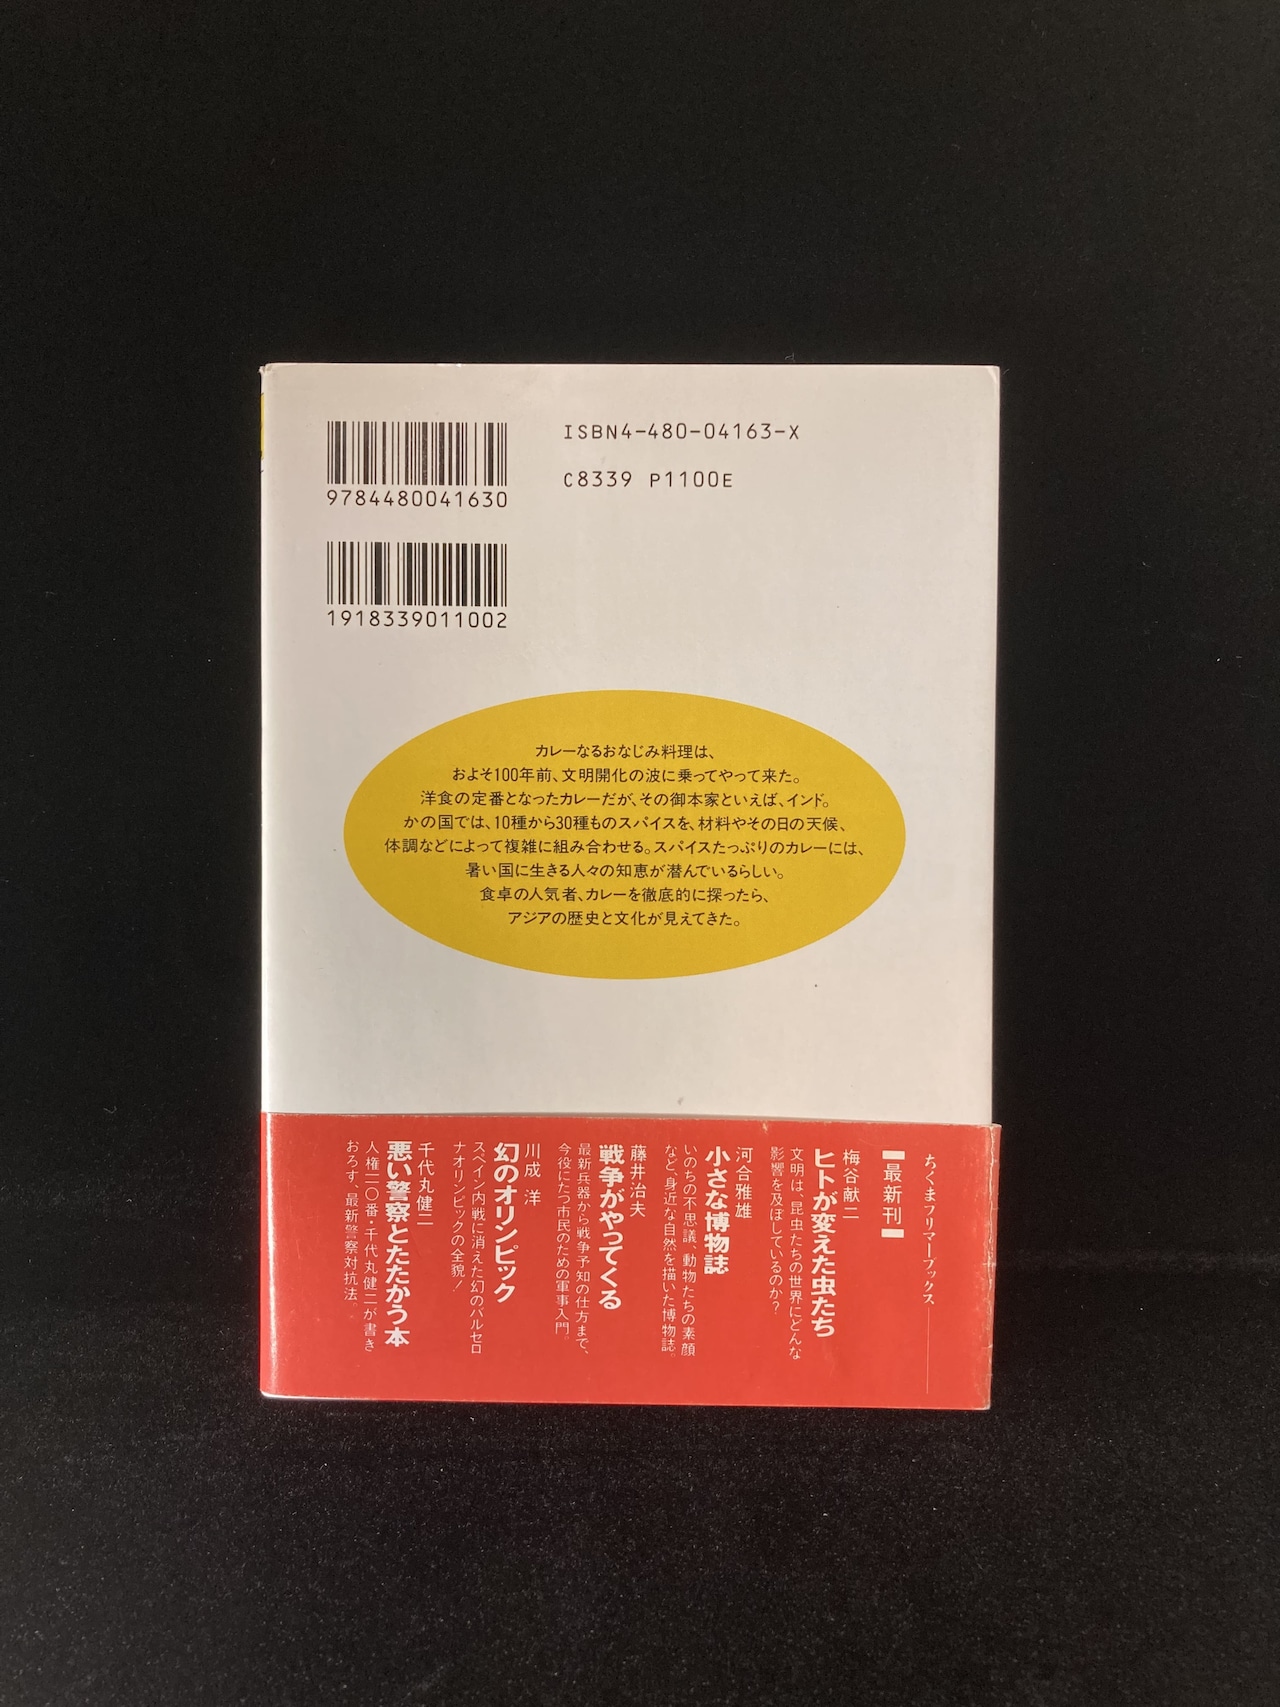 ISBN4-480-04163-X
C8339 P1100E
9784480041630
1918339011002
カレーなるおなじみ料理は、
およそ100年前、文明開化の波に乗ってやって来た。
洋食の定番となったカレーだが、その御本家といえば、インド。
かの国では、10種から30種ものスパイスを、材料やその日の天候、
体調などによって複雑に組み合わせる。スパイスたっぷりのカレーには、
暑い国に生きる人々の知恵が潜んでいるらしい。
食卓の人気者、カレーを徹底的に探ったら、
アジアの歴史と文化が見えてきた。
ちくまプリマーブックス
最新刊
梅谷献二
ヒトが変えた虫たち
文明は、昆虫たちの世界にどんな
影響を及ぼしているのか?
河合雅雄
小さな博物誌
いのちの不思議、動物たちの素顔
など、身近な自然を描いた博物誌。
藤井治夫
戦争がやってくる
最新兵器から戦争予知の仕方まで、
今役にたつ市民のための軍事入門。
川成 洋
幻のオリンピック
スペイン内戦に消えた幻のバルセロ
ナオリンピックの全貌!
千代丸健二
悪い警察とたたかう本
人権一一〇番・千代丸健二が書き
おろす、最新警察対抗法。